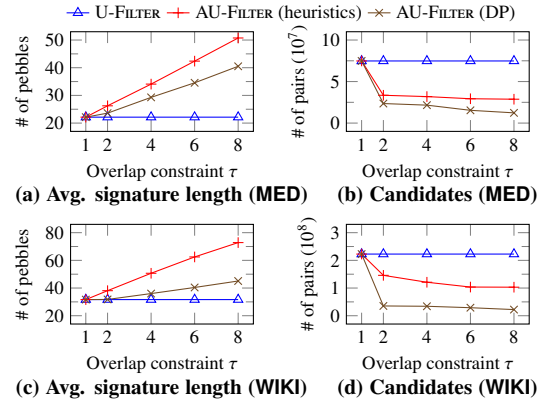 U-FILTER AU-FILTER (heuristics) AU-FILTER (DP)
# of pebbles
50
40
30
20
1 2 4 6 8
Overlap constraint τ
(a) Avg. signature length (MED)
# of pairs (10^7)
10
5
0
1 2 4 6 8
Overlap constraint τ
(b) Candidates (MED)
# of pebbles
80
60
40
20
1 2 4 6 8
Overlap constraint τ
(c) Avg. signature length (WIKI)
# of pairs (10^8)
3
2
1
0
1 2 4 6 8
Overlap constraint τ
(d) Candidates (WIKI)